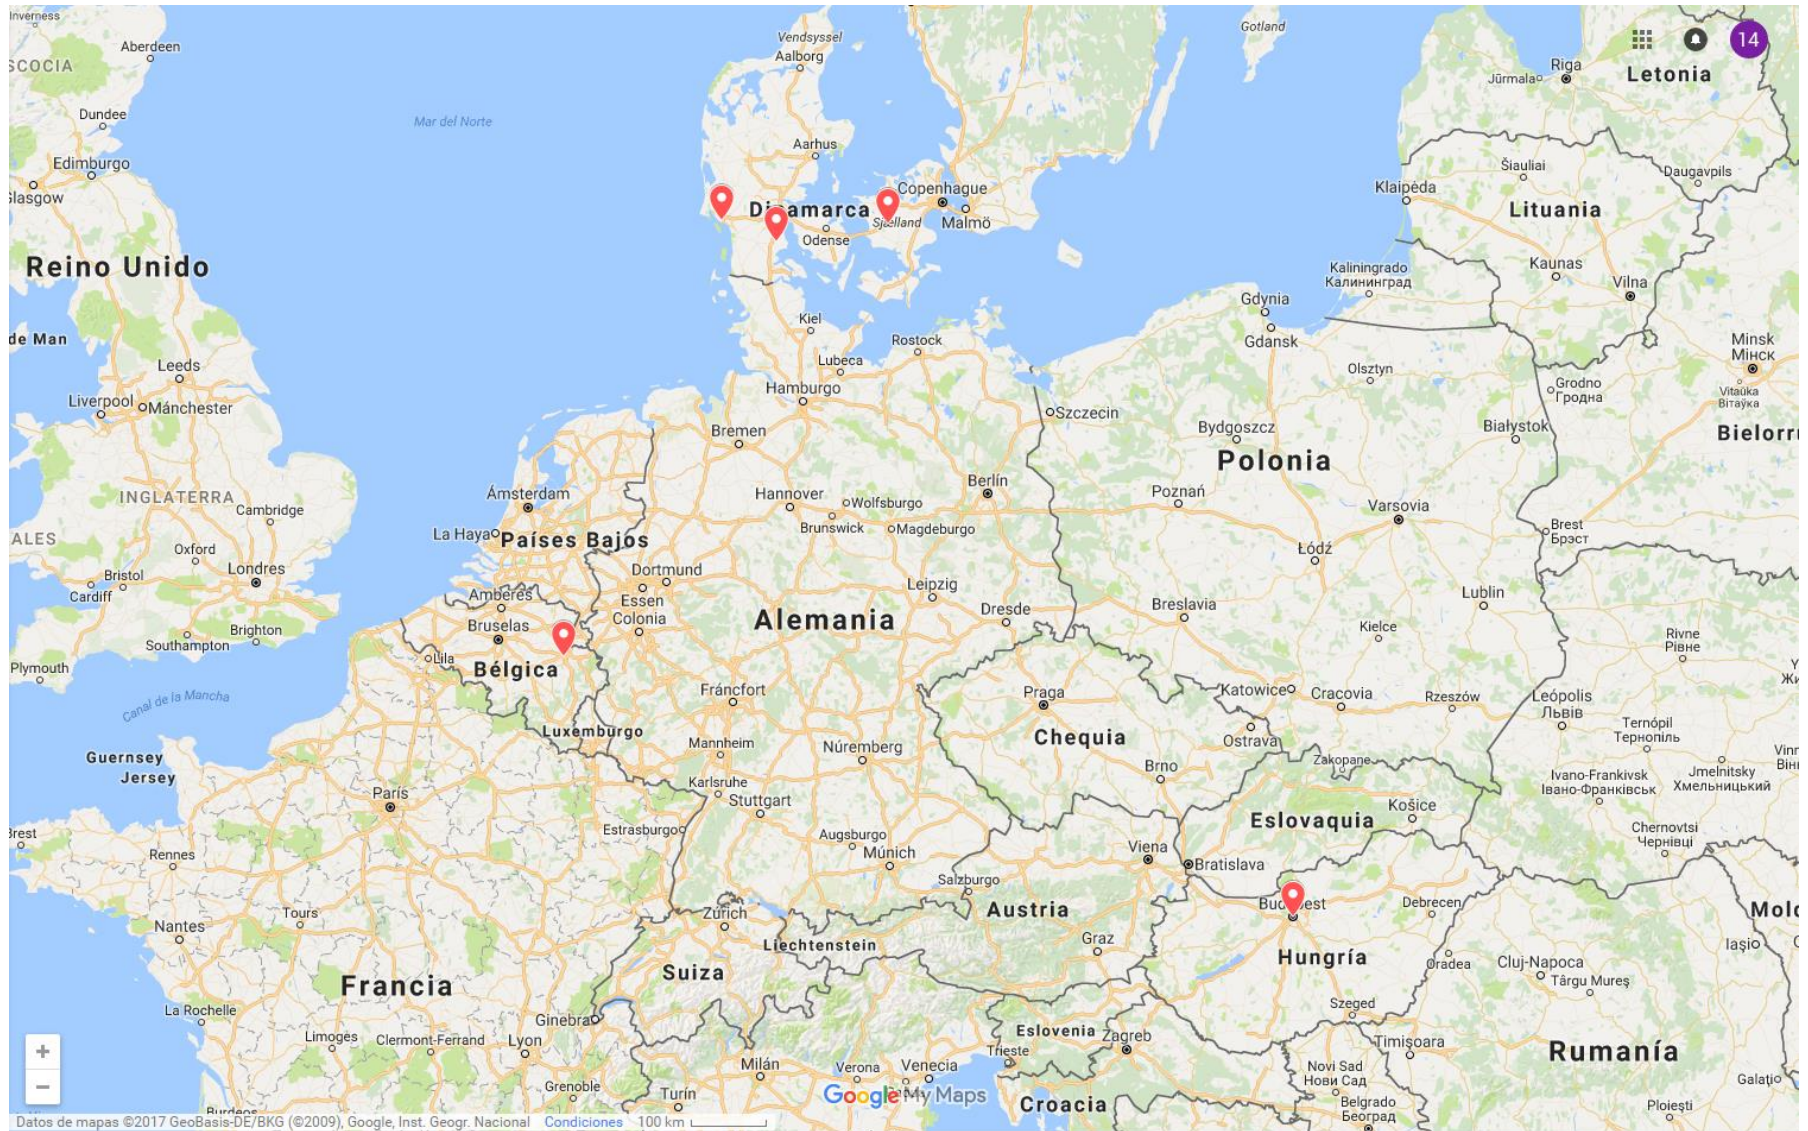 Inverness
Aberdeen
Vendsyssel
Aalborg
Gotland
14
Riga
Jūrmala
Letonia
SCOCIA
Dundee
Mar del Norte
Aarhus
Edimburgo
Glasgow
Šiauliai
Daugavpils
Klaipėda
Copenhague
Lituania
Dinamarca
Sjælland
Malmö
Odense
Reino Unido
Kaliningrado
Калининград
Kaunas
Vilna
Gdynia
Kiel
Gdansk
de Man
Rostock
Minsk
Мінск
Leeds
Lubeca
Olsztyn
Hamburgo
Grodno
Гродна
Vitaŭka
Вітаўка
Liverpool
Mánchester
Szczecin
Bremen
Bydgoszcz
Białystok
Bielorr
Polonia
INGLATERRA
Ámsterdam
Hannover
Wolfsburgo
Berlín
Poznań
Varsovia
Cambridge
Brunswick
Magdeburgo
Brest
Брэст
ALES
La Haya
Países Bajos
Oxford
Łódź
Londres
Dortmund
Bristol
Cardiff
Essen
Leipzig
Amberes
Lublin
Colonia
Alemania
Dresde
Breslavia
Bruselas
Kielce
Brighton
Southampton
Rivne
Рівне
Lila
Bélgica
Plymouth
Canal de la Mancha
Fráncfort
Praga
Katowice
Cracovia
Rzeszów
Leópolis
Львів
Luxemburgo
Ternópil
Тернопіль
Mannheim
Núremberg
Chequia
Ostrava
Guernsey
Jersey
Zakopane
Brno
Ivano-Frankivsk
Івано-Франківськ
Jmelnitsky
Хмельницький
Karlsruhe
París
Stuttgart
Košice
Eslovaquia
Estrasburgo
Augsburgo
Chernovtsi
Чернівці
Brest
Rennes
Múnich
Viena
Bratislava
Salzburgo
Budapest
Debrecen
Tours
Zúrich
Austria
Nantes
Liechtenstein
Graz
Iași
Hungría
Oradea
Cluj-Napoca
Suiza
Târgu Mureș
Francia
La Rochelle
Szeged
Ginebra
Eslovenia
Zagreb
Limoges
Clermont-Ferrand
Lyon
Trieste
Timișoara
Rumanía
Milán
Verona
Venecia
Novi Sad
Нови Сад
Grenoble
Turín
Google My Maps
Croacia
Belgrado
Београд
Ploiești
Galați
Datos de mapas ©2017 GeoBasis-DE/BKG (©2009), Google, Inst. Geogr. Nacional Condiciones 100 km